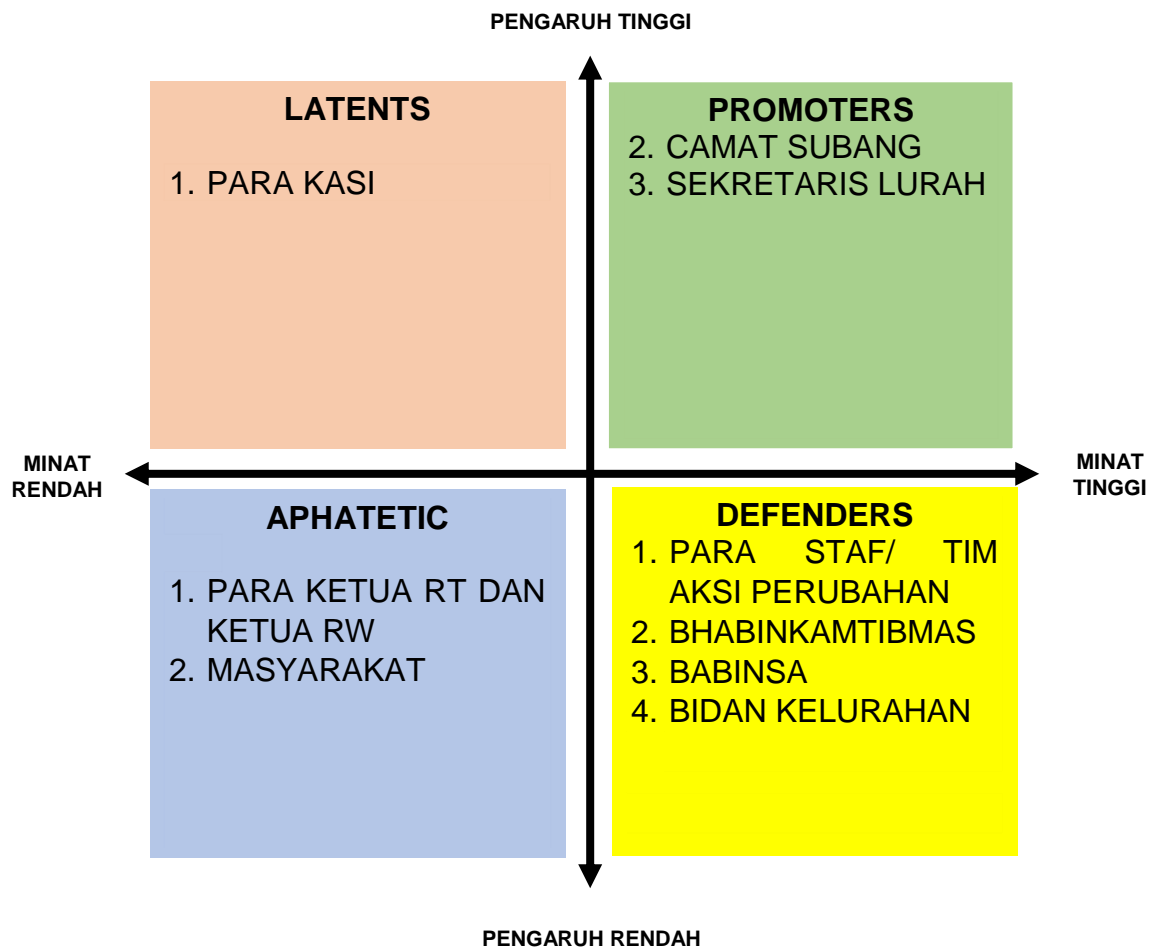 PENGARUH TINGGI
LATENTS
1. PARA KASI
PROMOTERS
2. CAMAT SUBANG
3. SEKRETARIS LURAH
MINAT
RENDAH
MINAT
TINGGI
APHATETIC
1. PARA KETUA RT DAN
KETUA RW
2. MASYARAKAT
DEFENDERS
1. PARA STAF/ TIM
AKSI PERUBAHAN
2. BHABINKAMTIBMAS
3. BABINSA
4. BIDAN KELURAHAN
PENGARUH RENDAH